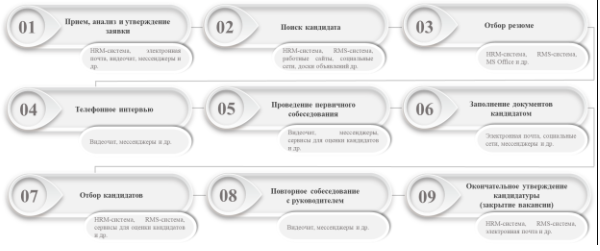 01
Прием, анализ и утверждение
заявки
HRM-система, электронная
почта, видеочат, мессенджеры и
др.
02
Поиск кандидата
HRM-система, RMS-система,
работные сайты, социальные
сети, доски объявлений др.
03
Отбор резюме
HRM-система, RMS-система,
MS Office и др.
04
Телефонное интервью
Видеочат, мессенджеры и др.
05
Проведение первичного
собеседования
Видеочат, мессенджеры,
сервисы для оценки кандидатов
и др.
06
Заполнение документов
кандидатом
Электронная почта, социальные
сети, мессенджеры и др.
07
Отбор кандидатов
HRM-система, RMS-система,
сервисы для оценки кандидатов
и др.
08
Повторное собеседование
с руководителем
Видеочат, мессенджеры и др.
09
Окончательное утверждение
кандидатуры
(закрытие вакансии)
HRM-система, RMS-система,
электронная почта и др.